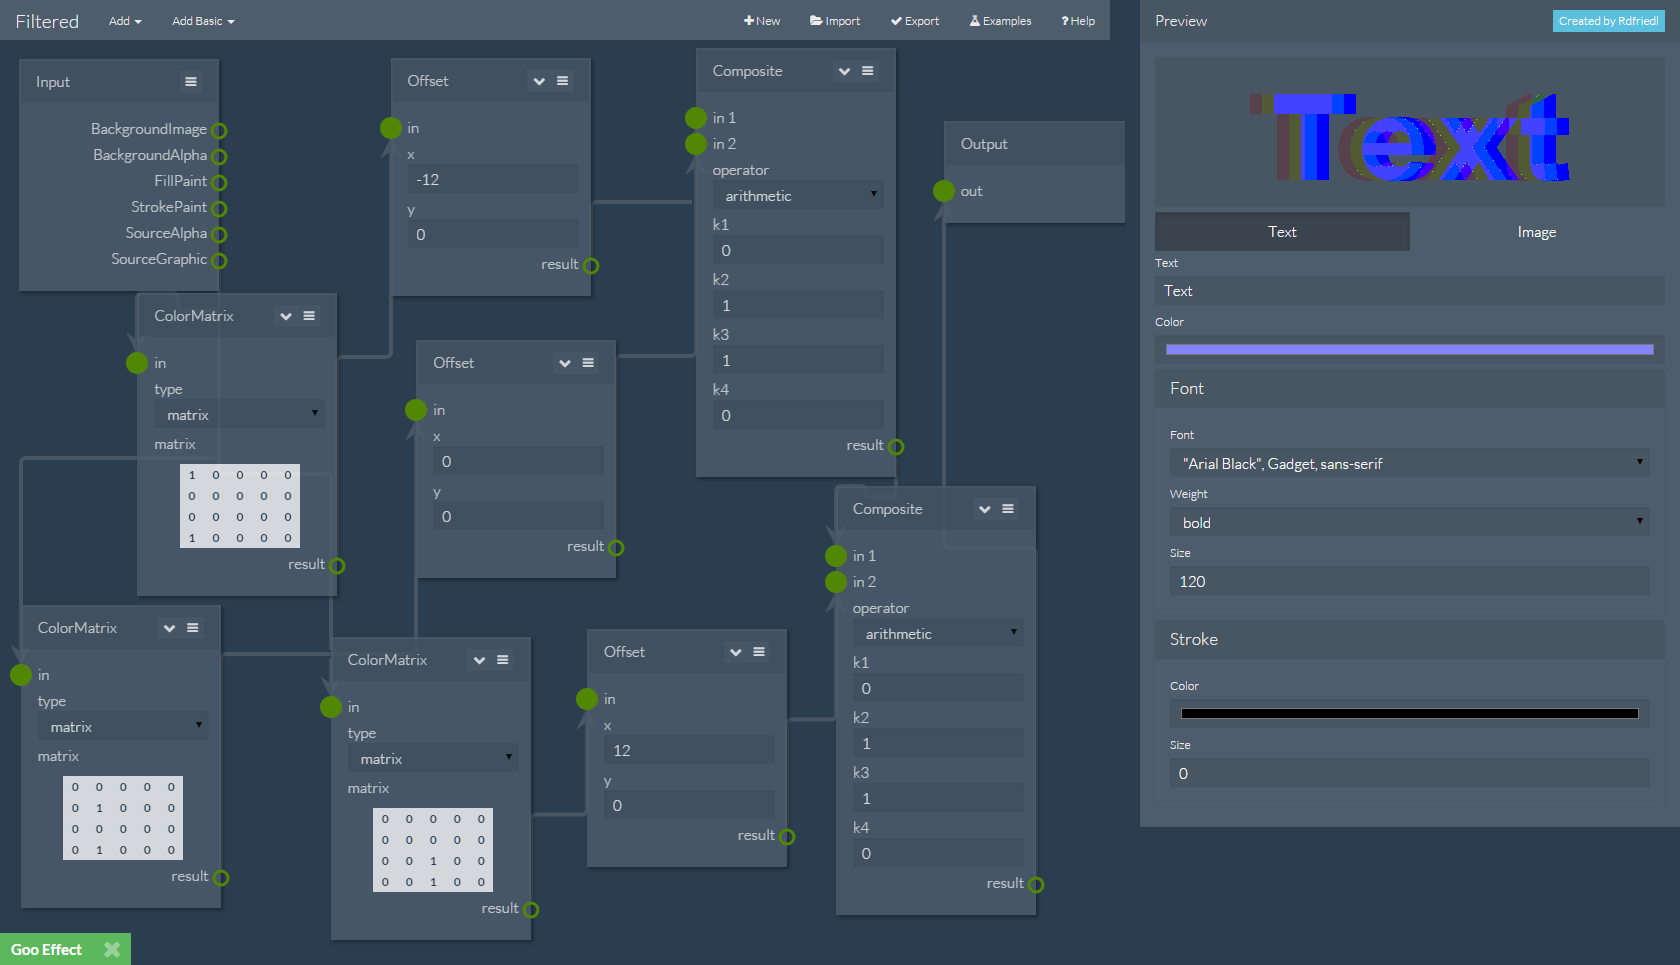 Filtered Add Add Basic New Import Export Examples Help
Input
BackgroundImage
BackgroundAlpha
FillPaint
StrokePaint
SourceAlpha
SourceGraphic
Offset
in
x
-12
y
0
result
Composite
in 1
in 2
operator
arithmetic
k1
0
k2
1
k3
1
k4
0
result
Output
out
ColorMatrix
in
type
matrix
matrix
1 0 0 0 0
0 0 0 0 0
0 0 0 0 0
1 0 0 0 0
result
Offset
in
x
0
y
0
result
ColorMatrix
in
type
matrix
matrix
0 0 0 0 0
0 1 0 0 0
0 0 0 0 0
0 1 0 0 0
result
ColorMatrix
in
type
matrix
matrix
0 0 0 0 0
0 0 0 0 0
0 0 1 0 0
0 0 1 0 0
result
Offset
in
x
12
y
0
result
Composite
in 1
in 2
operator
arithmetic
k1
0
k2
1
k3
1
k4
0
result
Goo Effect
Preview Created by Rdfriedl
Text
Text Image
Text
Text
Color
Font
Font
"Arial Black", Gadget, sans-serif
Weight
bold
Size
120
Stroke
Color
Size
0